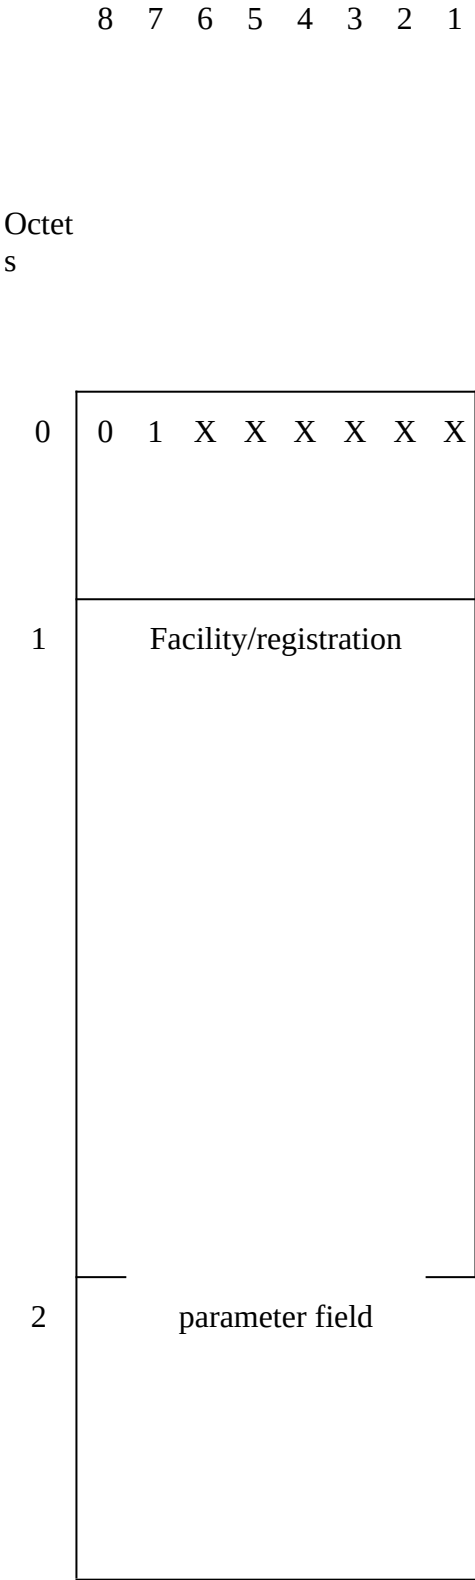 8 7 6 5 4 3 2 1
Octet
s
0 0 1 X X X X X X
1 Facility/registration
2 parameter field